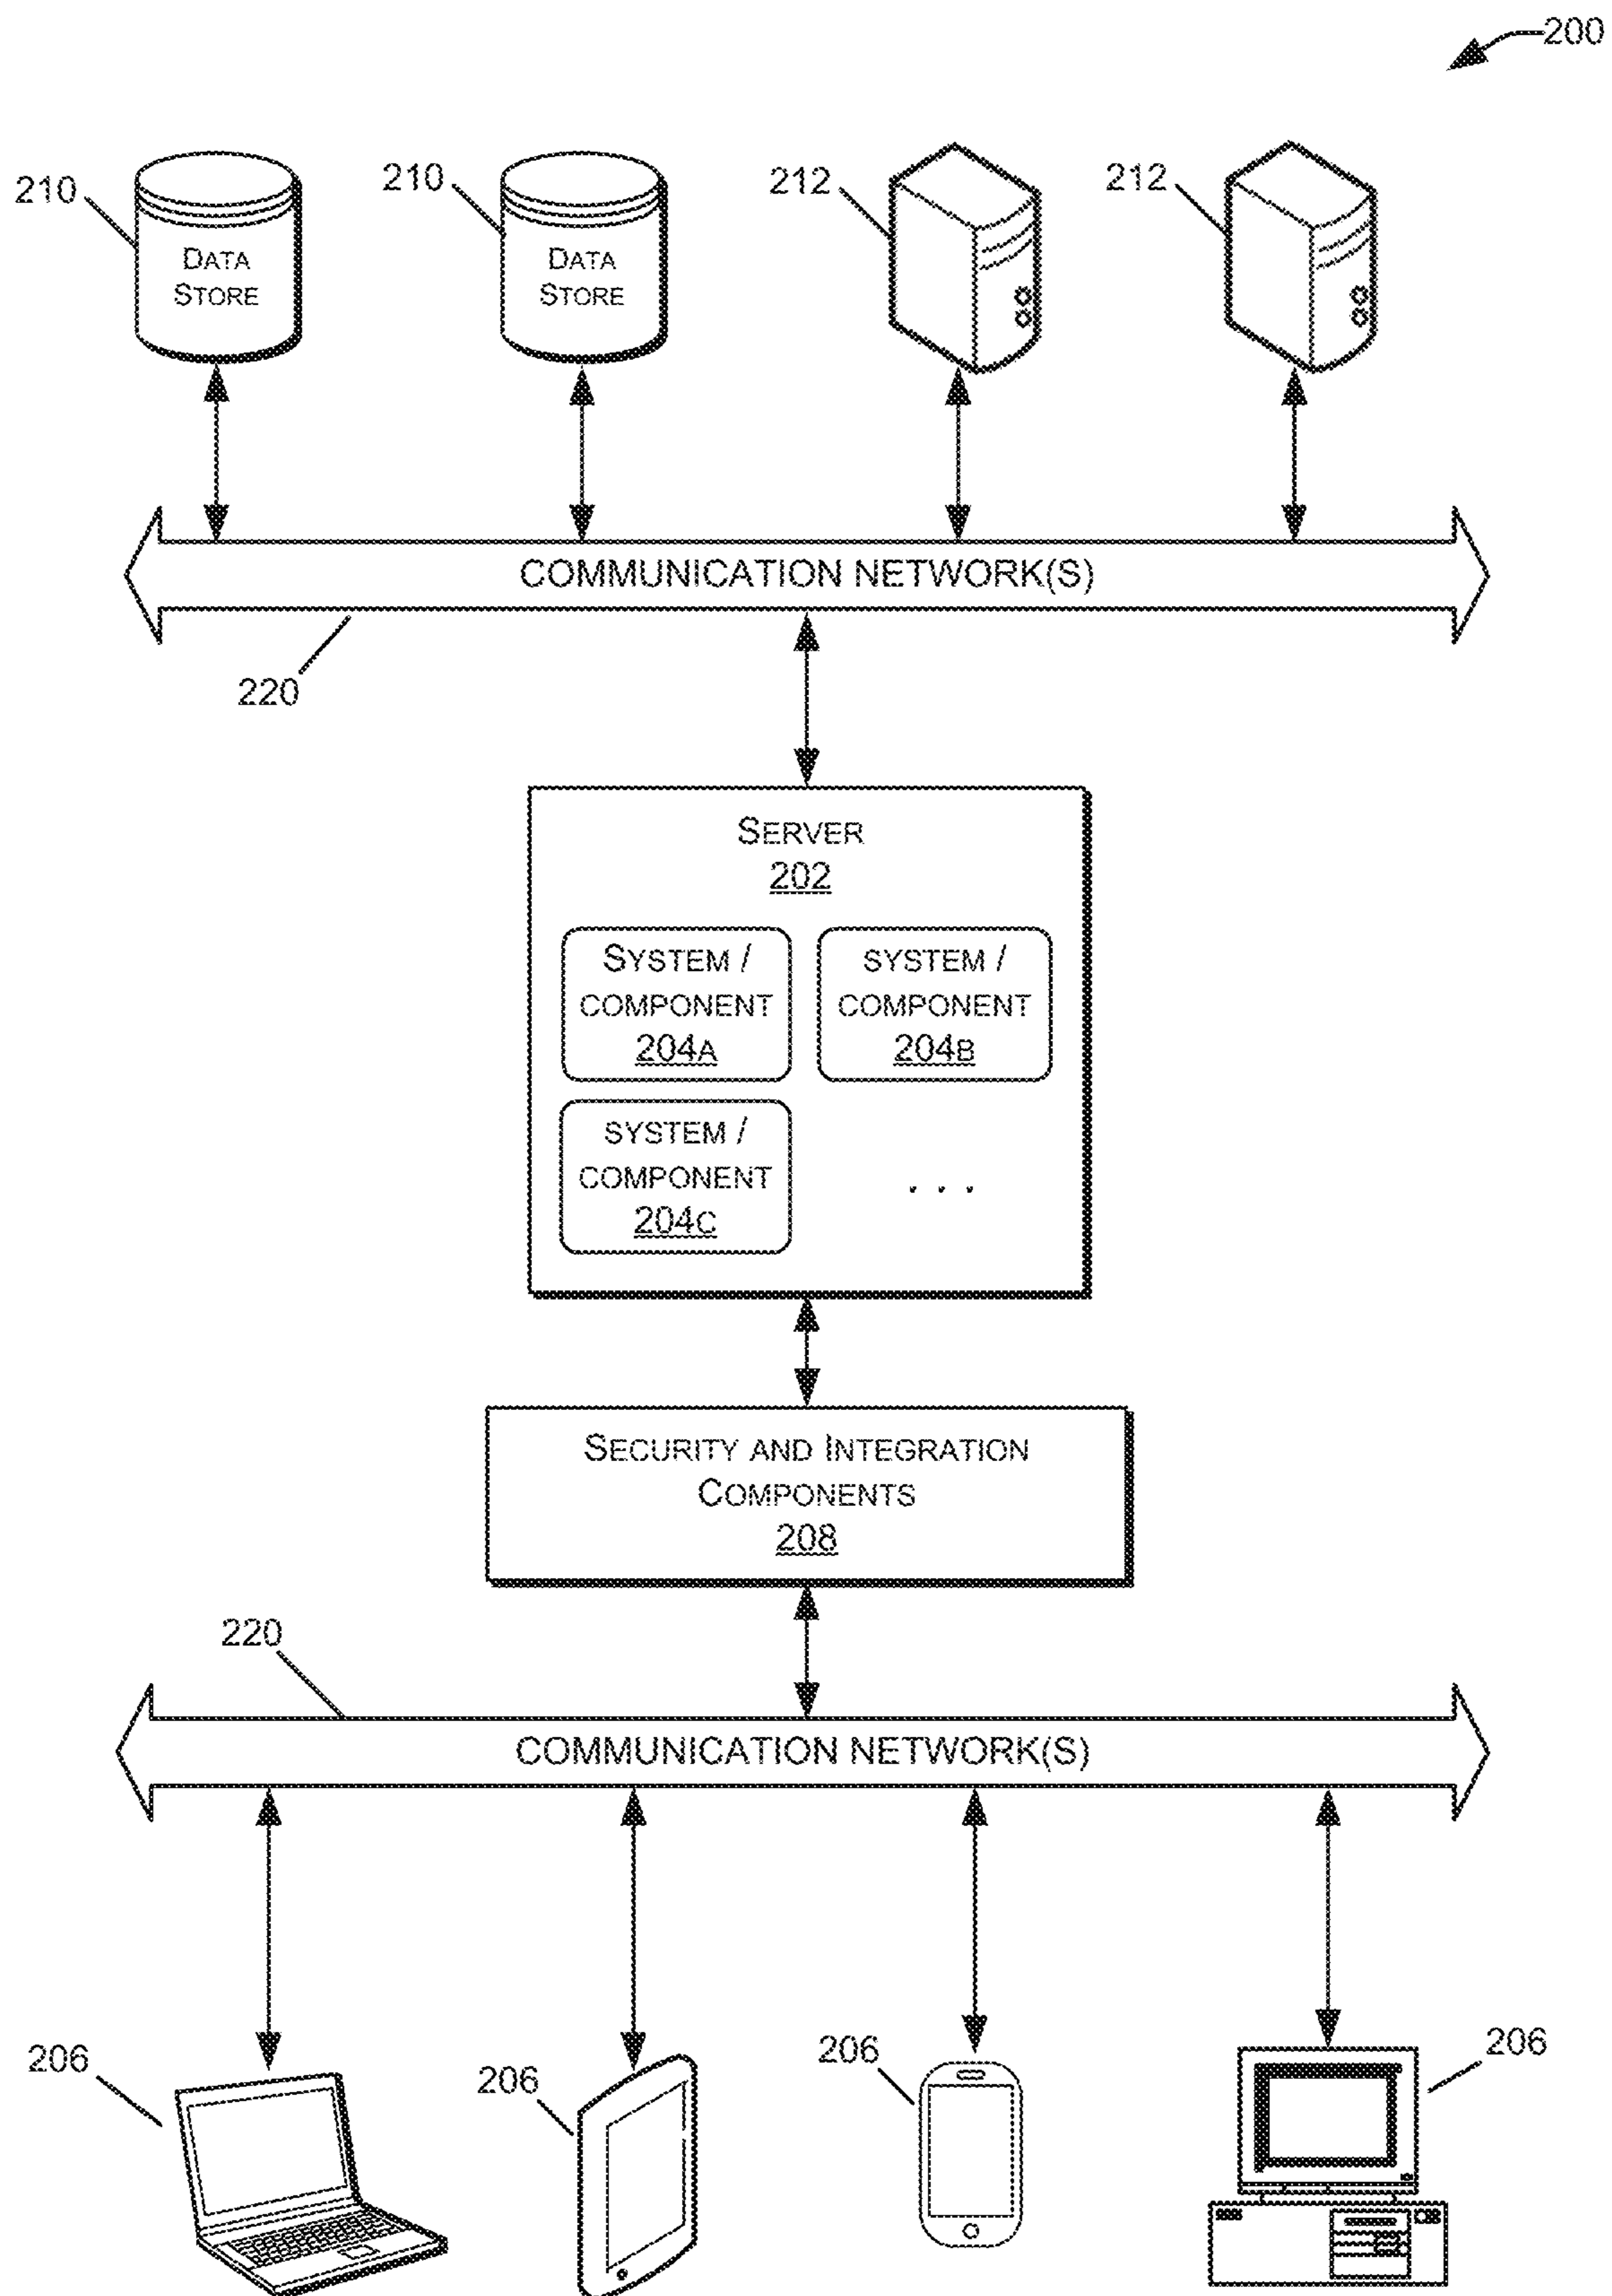 200
210
210
212
212
DATA
STORE
DATA
STORE
COMMUNICATION NETWORK(S)
220
SERVER
202
SYSTEM /
COMPONENT
204A
SYSTEM /
COMPONENT
204B
SYSTEM /
COMPONENT
204C
. . .
SECURITY AND INTEGRATION
COMPONENTS
208
220
COMMUNICATION NETWORK(S)
206
206
206
206